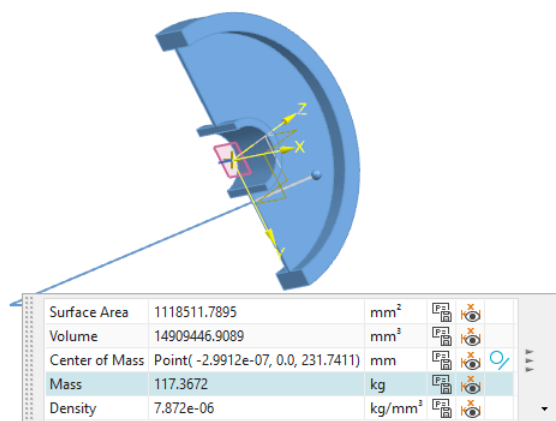 Z
X
Y
Surface Area 1118511.7895 mm²
Volume 14909446.9089 mm³
Center of Mass Point( -2.9912e-07, 0.0, 231.7411) mm
Mass 117.3672 kg
Density 7.872e-06 kg/mm³